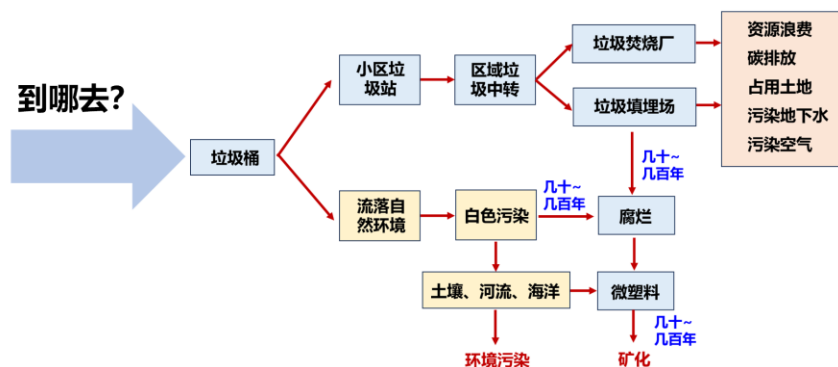 到哪去?
垃圾桶
小区垃
圾站
区域垃
圾中转
垃圾焚烧厂
垃圾填埋场
资源浪费
碳排放
占用土地
污染地下水
污染空气
几十~
几百年
流落自
然环境
白色污染
几十~
几百年
腐烂
土壤、河流、海洋
微塑料
几十~
几百年
环境污染
矿化